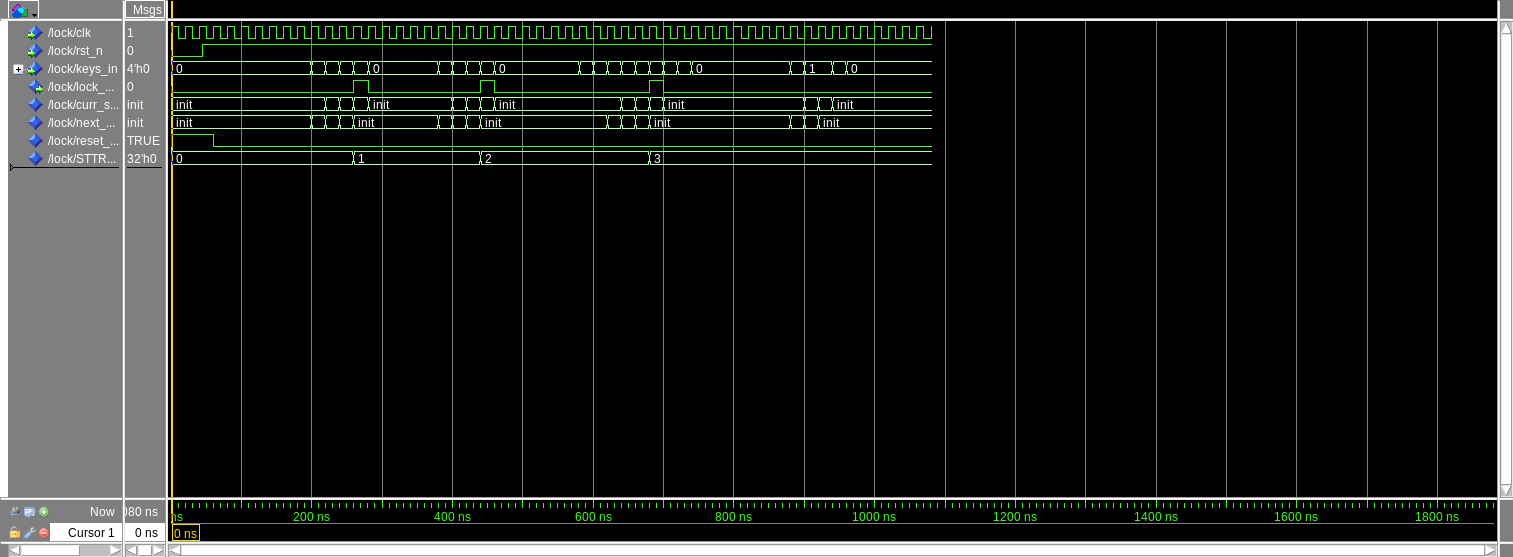 Msgs
/lock/clk 1
/lock/rst_n 0
/lock/keys_in 4'h0 0 0 0 0 1 0
/lock/lock_... 0
/lock/curr_s... init init init init init init
/lock/next_... init init init init init init
/lock/reset_... TRUE
/lock/STTR... 32'h0 0 1 2 3
Now 080 ns ns 200 ns 400 ns 600 ns 800 ns 1000 ns 1200 ns 1400 ns 1600 ns 1800 ns
Cursor 1 0 ns 0 ns